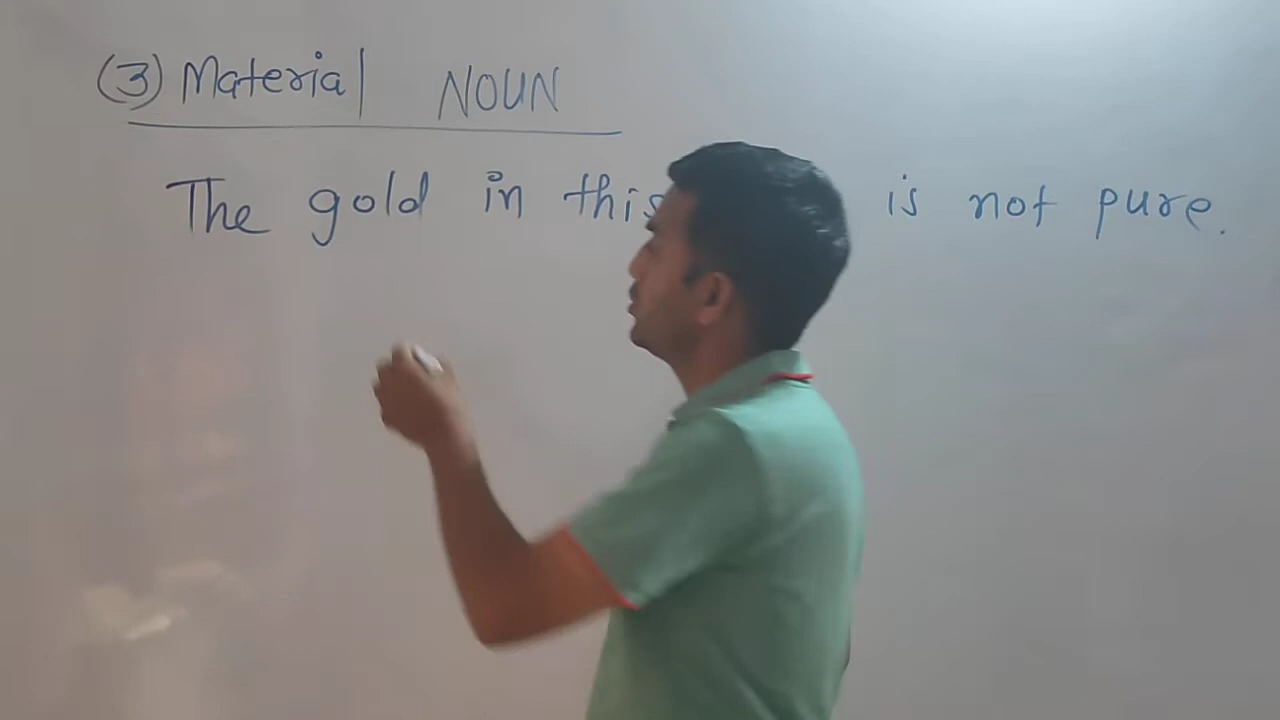 (3) Material NOUN
The gold in this is not pure.